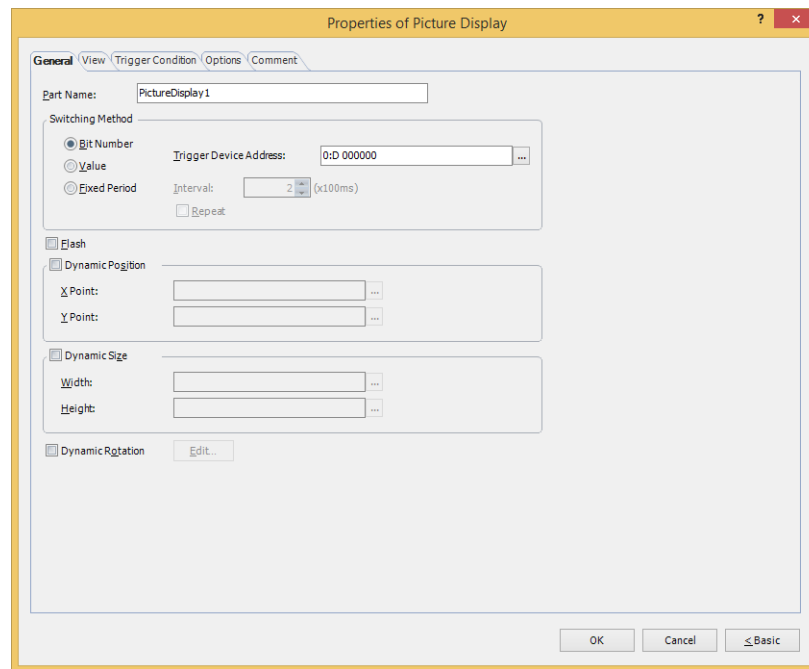 Properties of Picture Display
?
General View Trigger Condition Options Comment
Part Name: PictureDisplay1
Switching Method
Bit Number
Trigger Device Address: 0:D 000000 ...
Value
Fixed Period Interval: 2 (x100ms)
Repeat
Flash
Dynamic Position
X Point: ...
Y Point: ...
Dynamic Size
Width: ...
Height: ...
Dynamic Rotation Edit...
OK Cancel < Basic